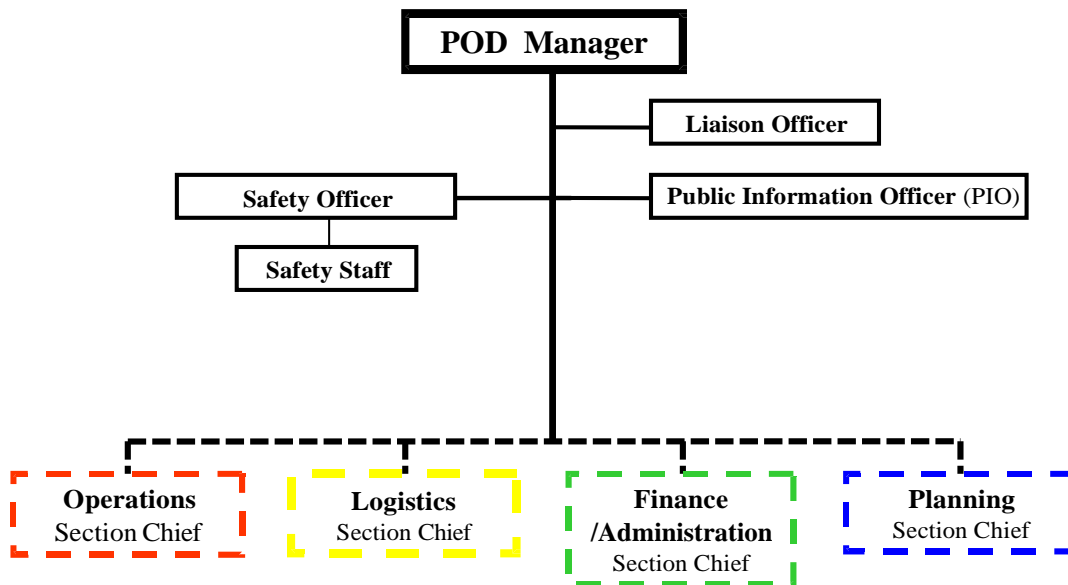 POD Manager
Liaison Officer
Safety Officer
Public Information Officer (PIO)
Safety Staff
Operations
Section Chief
Logistics
Section Chief
Finance
/Administration
Section Chief
Planning
Section Chief